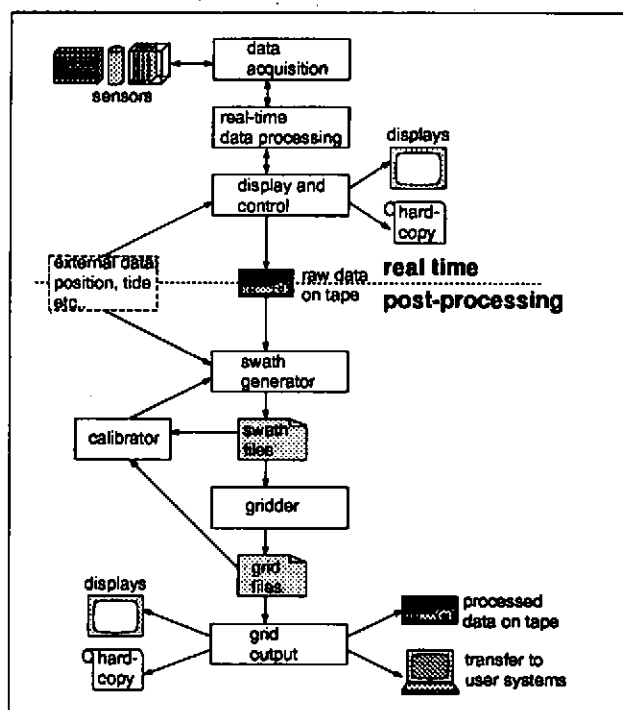 data
acquisition
sensors
real-time
data processing
displays
display and
control
hard-
copy
external data
position, tide
etc.
raw data
on tape
real time
post-processing
swath
generator
calibrator
swath
files
gridder
grid
files
displays
processed
data on tape
grid
output
hard-
copy
transfer to
user systems